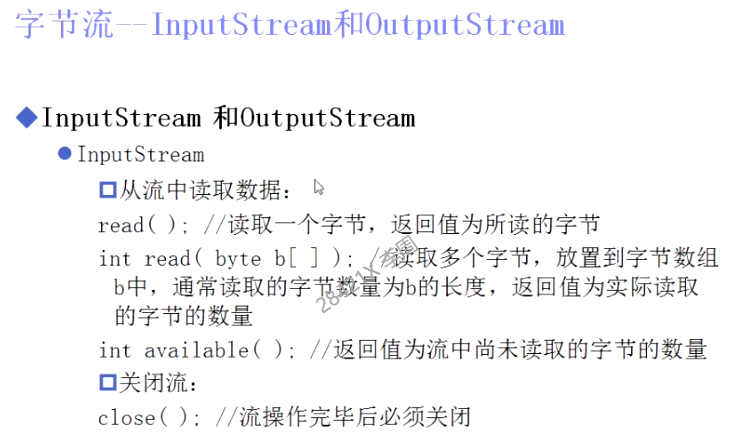 字节流--InputStream和OutputStream
InputStream 和OutputStream
InputStream
从流中读取数据：
read( ); //读取一个字节，返回值为所读的字节
int read( byte b[ ] ); //读取多个字节，放置到字节数组
b中，通常读取的字节数量为b的长度，返回值为实际读取
的字节的数量
int available( ); //返回值为流中尚未读取的字节的数量
关闭流：
close( ); //流操作完毕后必须关闭